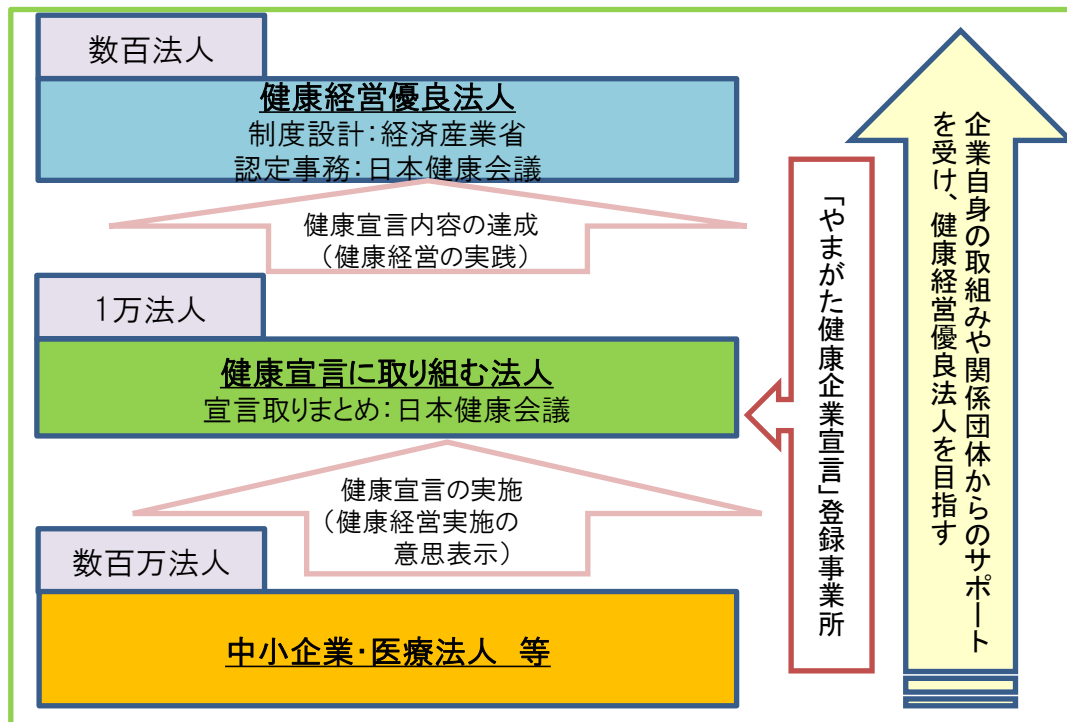 数百法人
健康経営優良法人
制度設計：経済産業省
認定事務：日本健康会議
健康宣言内容の達成
（健康経営の実践）
1万法人
健康宣言に取り組む法人
宣言取りまとめ：日本健康会議
健康宣言の実施
（健康経営実施の
意思表示）
数百万法人
中小企業・医療法人　等
「やまがた健康企業宣言」登録事業所
企業自身の取組みや関係団体からのサポート
を受け、健康経営優良法人を目指す